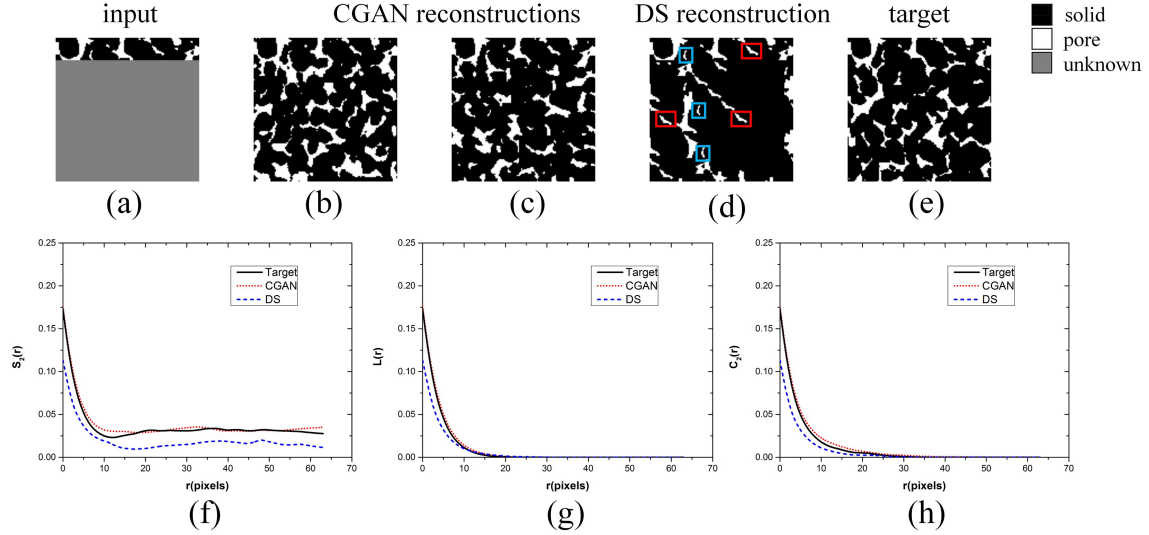 input CGAN reconstructions DS reconstruction target
solid
pore
unknown
(a) (b) (c) (d) (e)
0.25
0.20
0.15
0.10
0.05
0.00
S2(r)
Target
CGAN
DS
0 10 20 30 40 50 60 70
r(pixels)
(f)
0.25
0.20
0.15
0.10
0.05
0.00
L(r)
Target
CGAN
DS
0 10 20 30 40 50 60 70
r(pixels)
(g)
0.25
0.20
0.15
0.10
0.05
0.00
C2(r)
Target
CGAN
DS
0 10 20 30 40 50 60 70
r(pixels)
(h)